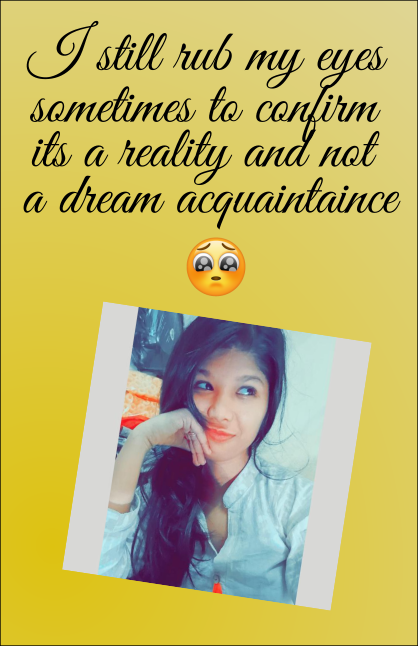 I still rub my eyes
sometimes to confirm
its a reality and not
a dream acquaintaince